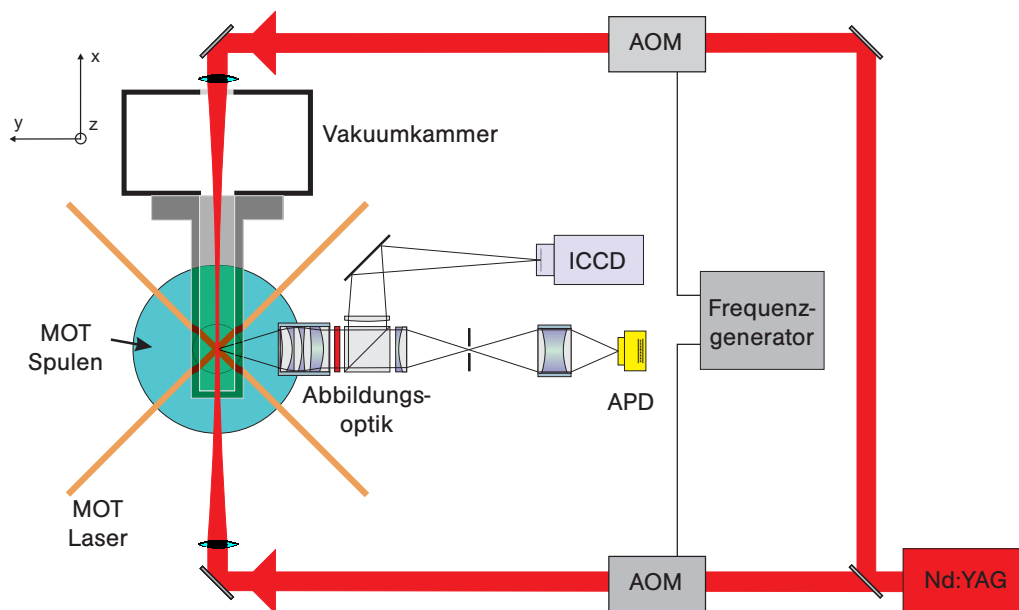 AOM
x
y
z
Vakuumkammer
ICCD
Frequenz-
generator
MOT
Spulen
Abbildungs-
optik
APD
MOT
Laser
AOM
Nd:YAG